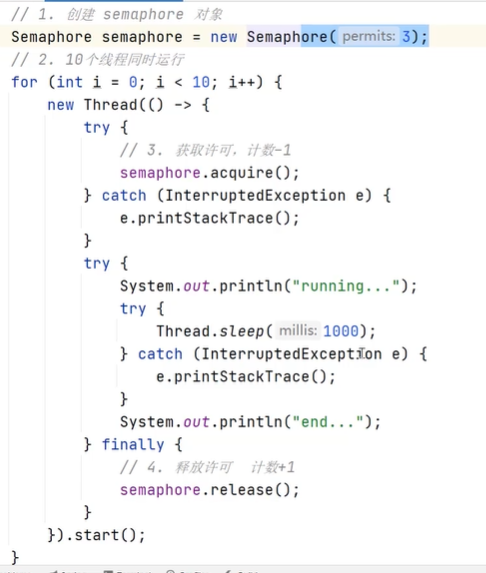 // 1. 创建 semaphore 对象
Semaphore semaphore = new Semaphore( permits: 3);
// 2. 10个线程同时运行
for (int i = 0; i < 10; i++) {
    new Thread(() -> {
        try {
            // 3. 获取许可，计数-1
            semaphore.acquire();
        } catch (InterruptedException e) {
            e.printStackTrace();
        }
        try {
            System.out.println("running...");
            try {
                Thread.sleep( millis: 1000);
            } catch (InterruptedException e) {
                e.printStackTrace();
            }
            System.out.println("end...");
        } finally {
            // 4. 释放许可  计数+1
            semaphore.release();
        }
    }).start();
}